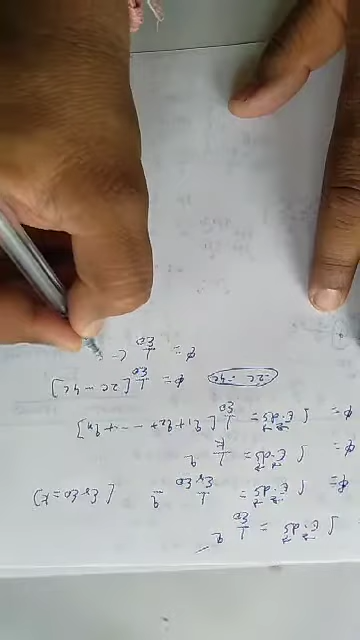 ∫ E⃗.ds⃗ = 1/ε0 q
φ = ∫ E⃗.ds⃗ = 1/εr ε0 q [εr ε0 = k]
φ = ∫ E⃗.ds⃗ = 1/k q
φ = ∫ E⃗.ds⃗ = 1/ε0 [q1+q2+ --- + qn]
-2c -4c φ = 1/ε0 [2c - 4c]
φ = 1/ε0 (-